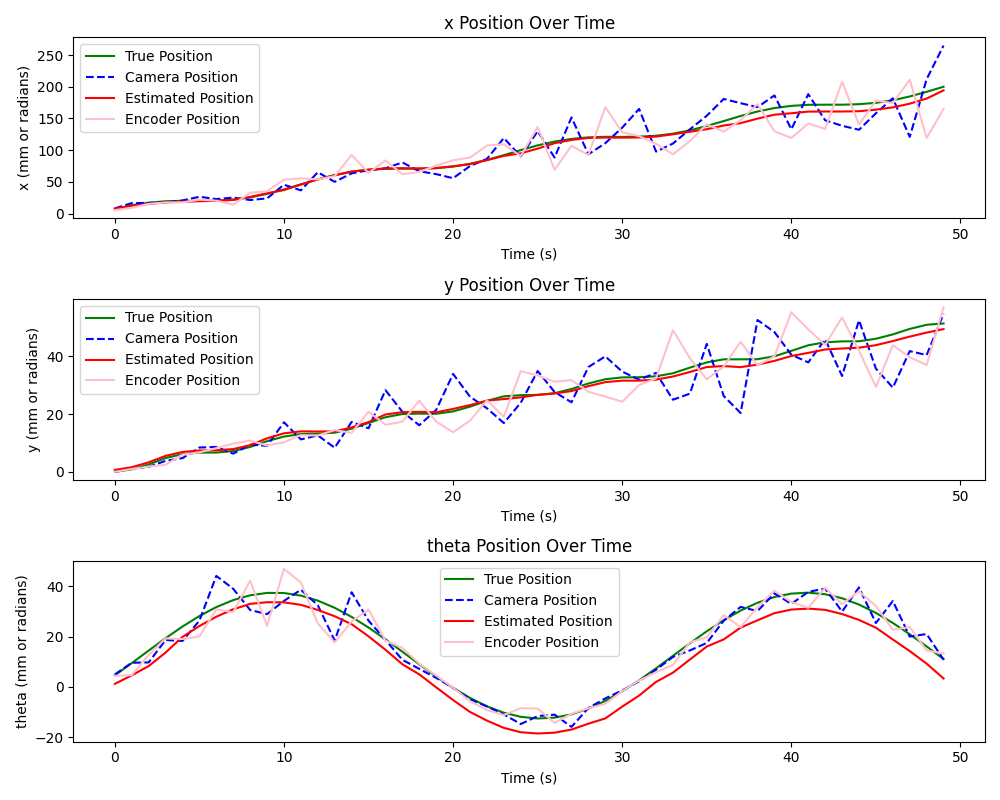 x Position Over Time
x (mm or radians)
250
200
150
100
50
0
True Position
Camera Position
Estimated Position
Encoder Position
0 10 20 30 40 50
Time (s)
y Position Over Time
y (mm or radians)
40
20
0
True Position
Camera Position
Estimated Position
Encoder Position
0 10 20 30 40 50
Time (s)
theta Position Over Time
theta (mm or radians)
40
20
0
−20
True Position
Camera Position
Estimated Position
Encoder Position
0 10 20 30 40 50
Time (s)